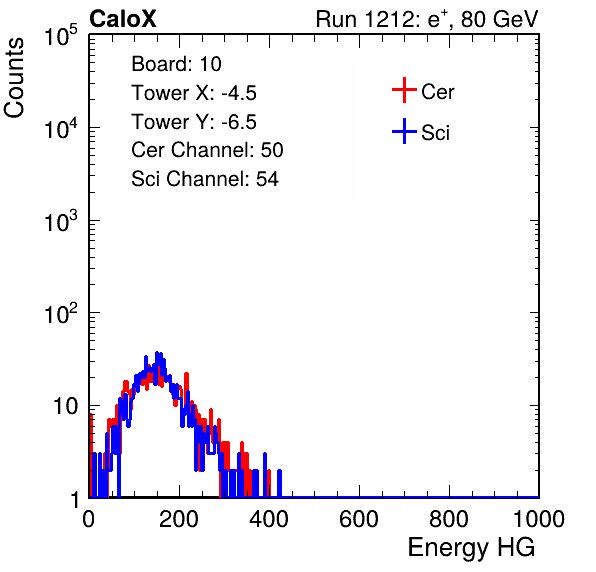 CaloX Run 1212: e⁺, 80 GeV
Counts
10⁵
10⁴
10³
10²
10
1
Board: 10
Tower X: -4.5
Tower Y: -6.5
Cer Channel: 50
Sci Channel: 54
Cer
Sci
0 200 400 600 800 1000
Energy HG